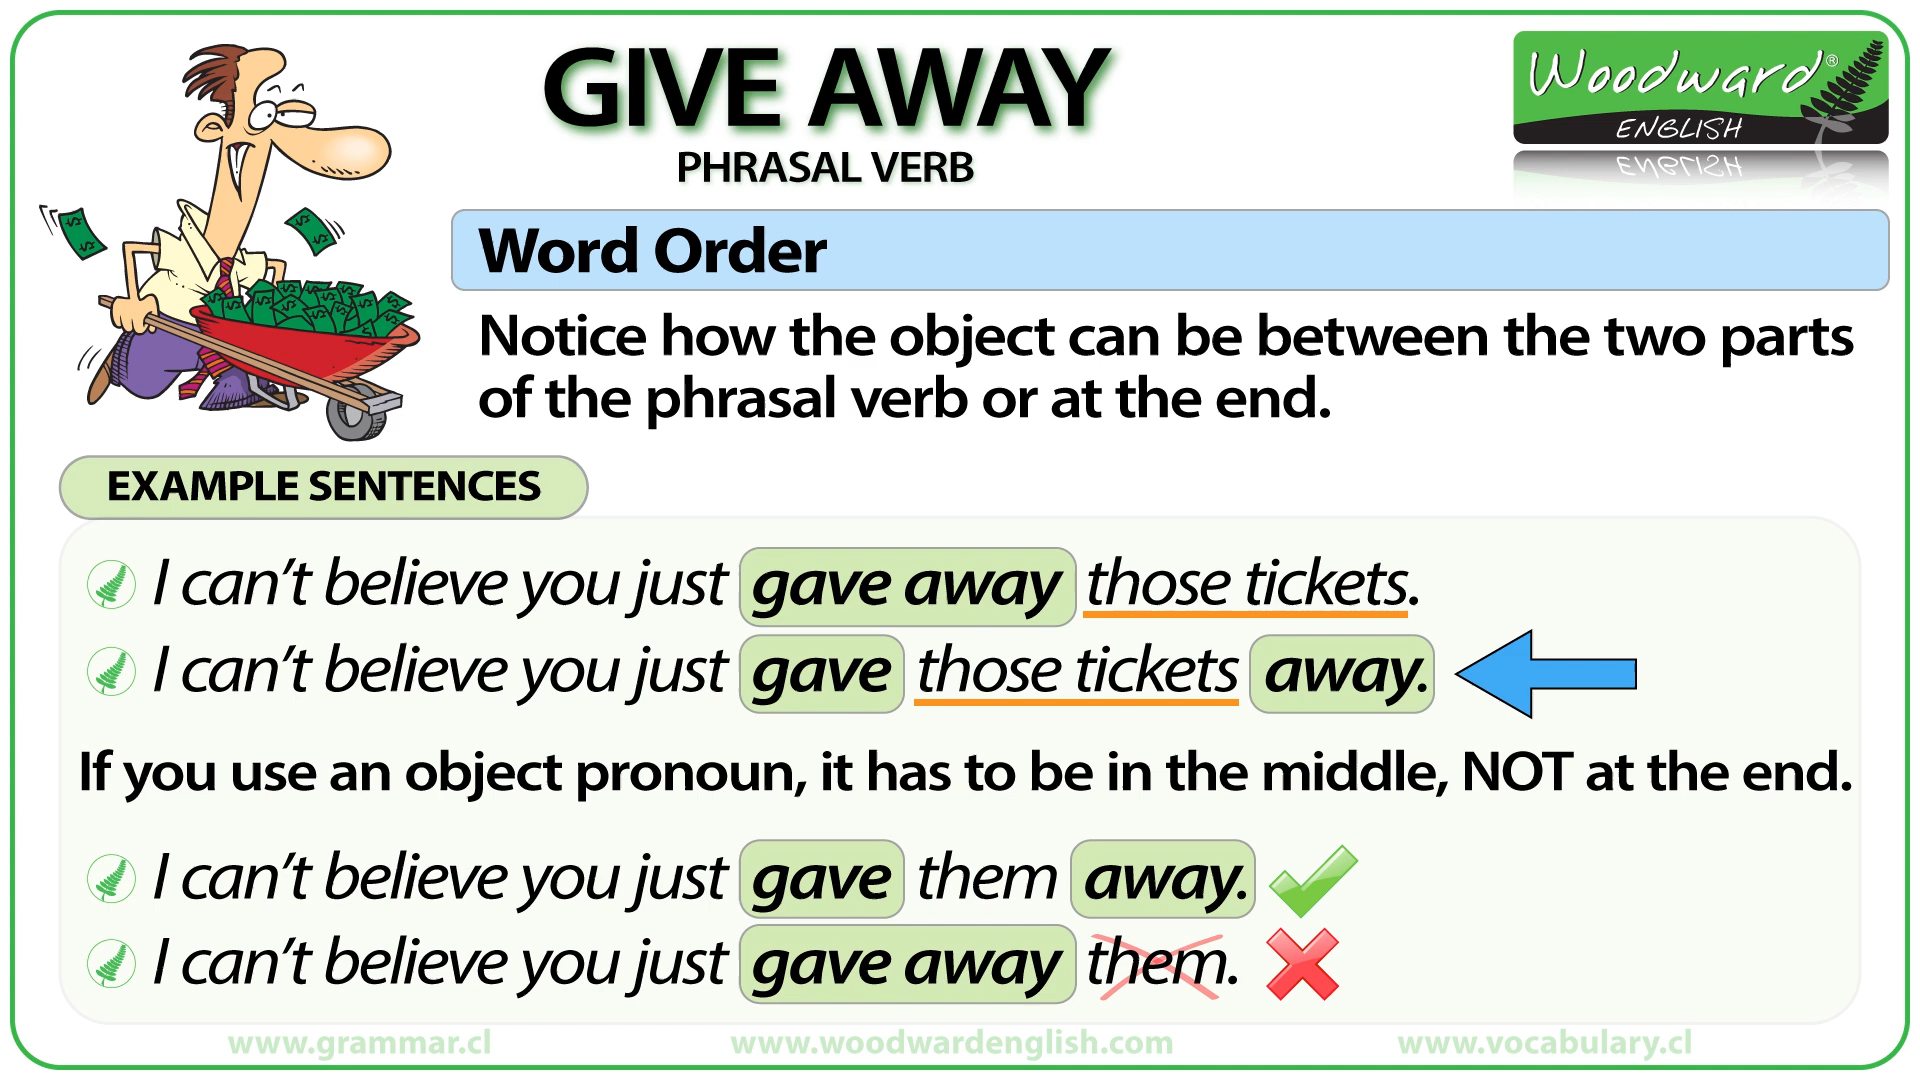 GIVE AWAY
PHRASAL VERB
Woodward®
ENGLISH
Word Order
Notice how the object can be between the two parts
of the phrasal verb or at the end.
EXAMPLE SENTENCES
I can't believe you just gave away those tickets.
I can't believe you just gave those tickets away.
If you use an object pronoun, it has to be in the middle, NOT at the end.
I can't believe you just gave them away.
I can't believe you just gave away them.
www.grammar.cl www.woodwardenglish.com www.vocabulary.cl